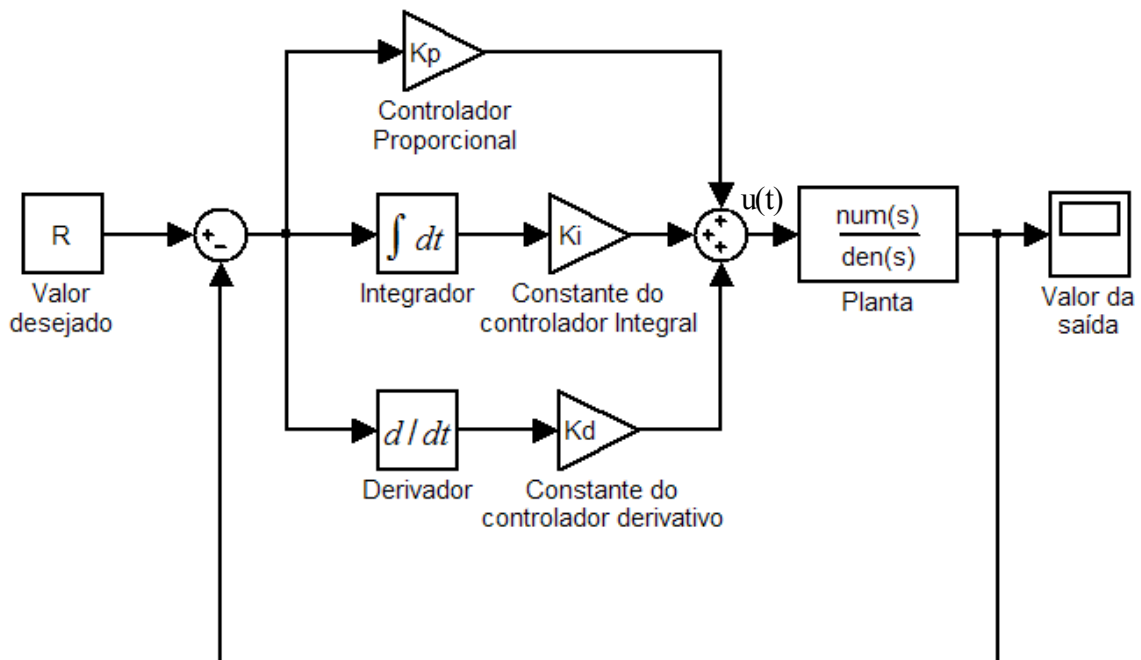 Kp
Controlador
Proporcional
R
Valor
desejado
+
-
∫ dt
Integrador
Ki
Constante do
controlador Integral
+
+
+
u(t)
num(s)
den(s)
Planta
Valor da
saída
d / dt
Derivador
Kd
Constante do
controlador derivativo